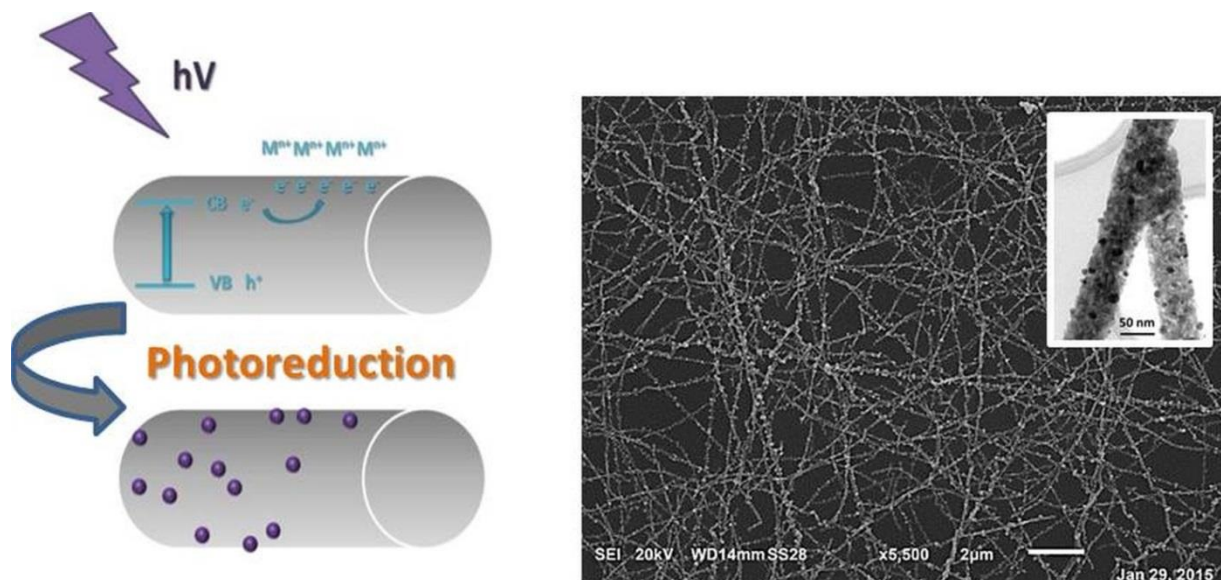 hV
Mⁿ⁺ Mⁿ⁺ Mⁿ⁺ Mⁿ⁺
e⁻ e⁻ e⁻ e⁻ e⁻
CB e⁻
VB h⁺
Photoreduction
50 nm
SEI 20kV WD14mm SS28 x5,500 2μm
Jan 29, 2015